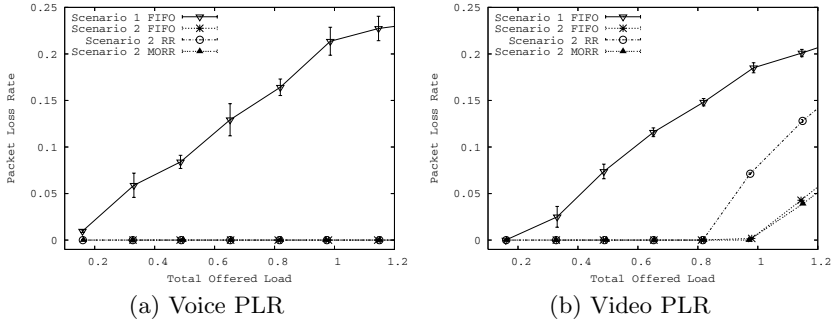 0.25
0.2
0.15
0.1
0.05
0
Packet Loss Rate
Scenario 1 FIFO
Scenario 2 FIFO
Scenario 2 RR
Scenario 2 MORR
0.2 0.4 0.6 0.8 1 1.2
Total Offered Load
(a) Voice PLR
0.25
0.2
0.15
0.1
0.05
0
Packet Loss Rate
Scenario 1 FIFO
Scenario 2 FIFO
Scenario 2 RR
Scenario 2 MORR
0.2 0.4 0.6 0.8 1 1.2
Total Offered Load
(b) Video PLR